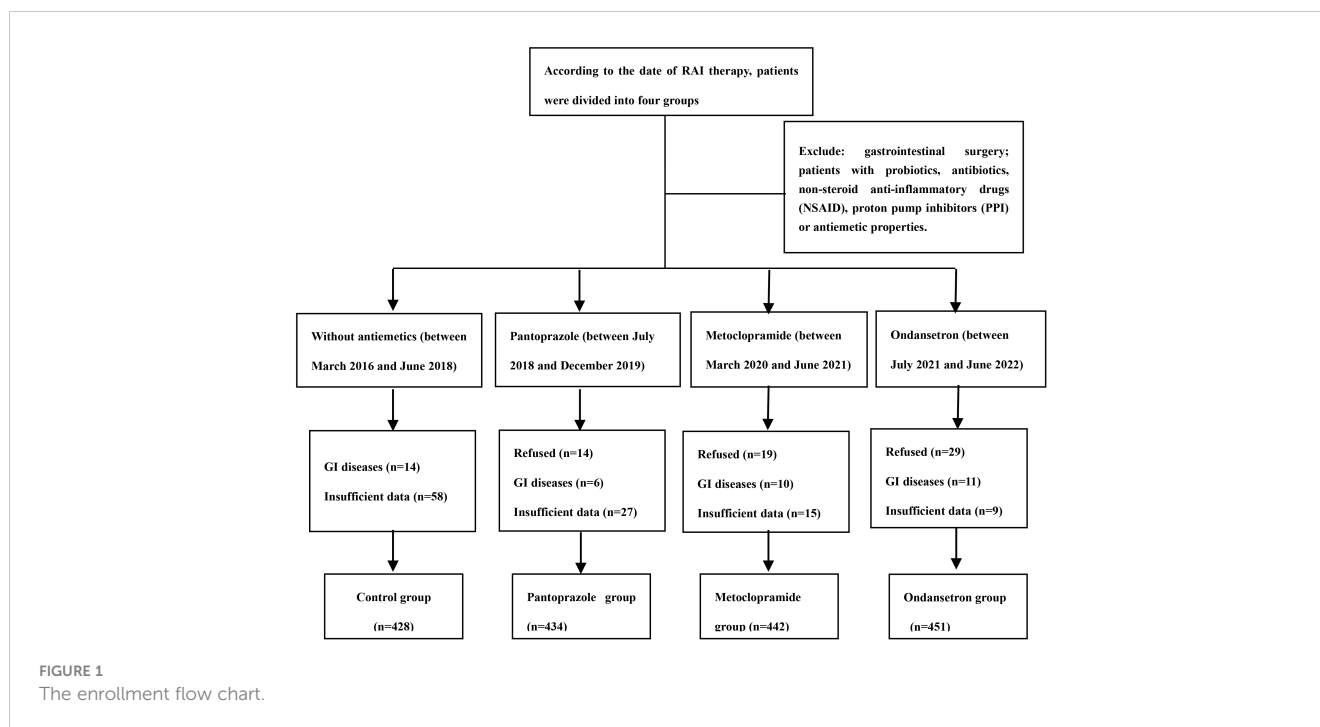 According to the date of RAI therapy, patients
were divided into four groups
Exclude: gastrointestinal surgery;
patients with probiotics, antibiotics,
non-steroid anti-inflammatory drugs
(NSAID), proton pump inhibitors (PPI)
or antiemetic properties.
Without antiemetics (between
March 2016 and June 2018)
Pantoprazole (between July
2018 and December 2019)
Metoclopramide (between
March 2020 and June 2021)
Ondansetron (between
July 2021 and June 2022)
GI diseases (n=14)
Insufficient data (n=58)
Refused (n=14)
GI diseases (n=6)
Insufficient data (n=27)
Refused (n=19)
GI diseases (n=10)
Insufficient data (n=15)
Refused (n=29)
GI diseases (n=11)
Insufficient data (n=9)
Control group
(n=428)
Pantoprazole group
(n=434)
Metoclopramide
group (n=442)
Ondansetron group
(n=451)
FIGURE 1
The enrollment flow chart.